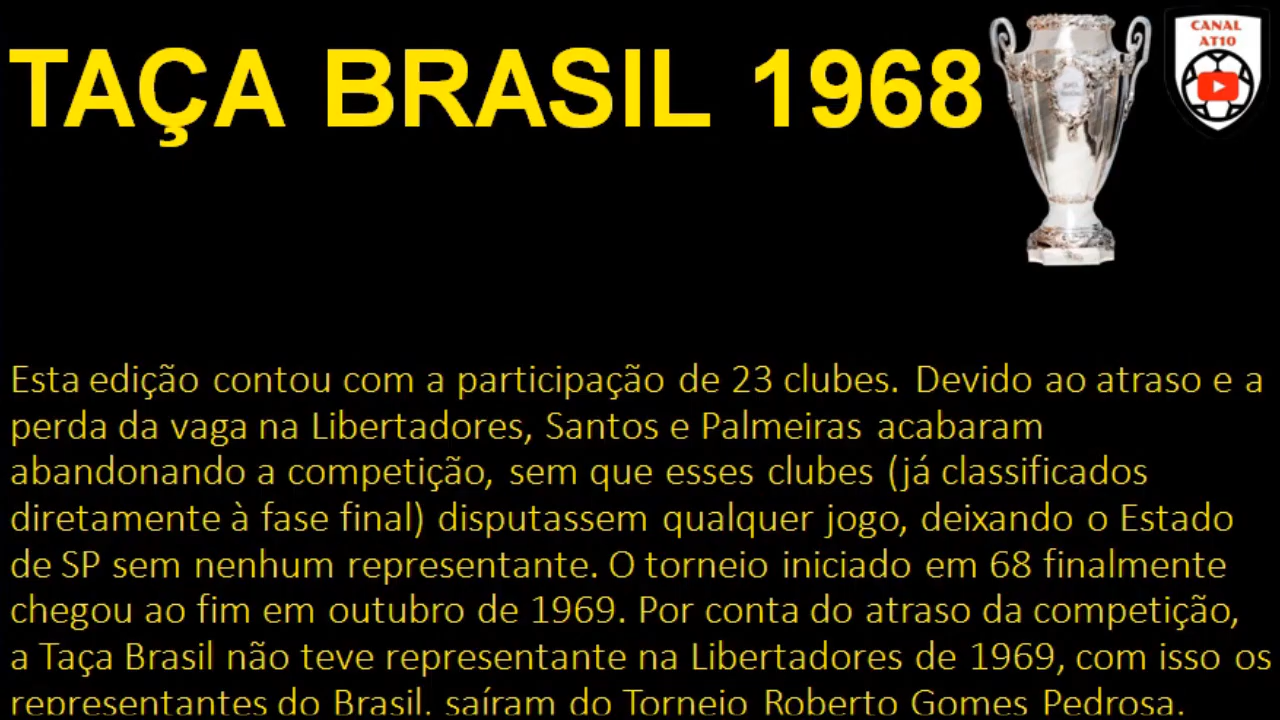 TAÇA BRASIL 1968
CANAL
AT10
Esta edição contou com a participação de 23 clubes. Devido ao atraso e a
perda da vaga na Libertadores, Santos e Palmeiras acabaram
abandonando a competição, sem que esses clubes (já classificados
diretamente à fase final) disputassem qualquer jogo, deixando o Estado
de SP sem nenhum representante. O torneio iniciado em 68 finalmente
chegou ao fim em outubro de 1969. Por conta do atraso da competição,
a Taça Brasil não teve representante na Libertadores de 1969, com isso os
representantes do Brasil, saíram do Torneio Roberto Gomes Pedrosa.